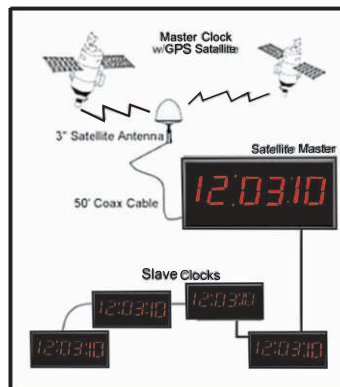 Master Clock
w/GPS Satellite
3" Satellite Antenna
Satellite Master
12:03:10
50' Coax Cable
Slave Clocks
12:03:10
12:03:10
12:03:10
12:03:10